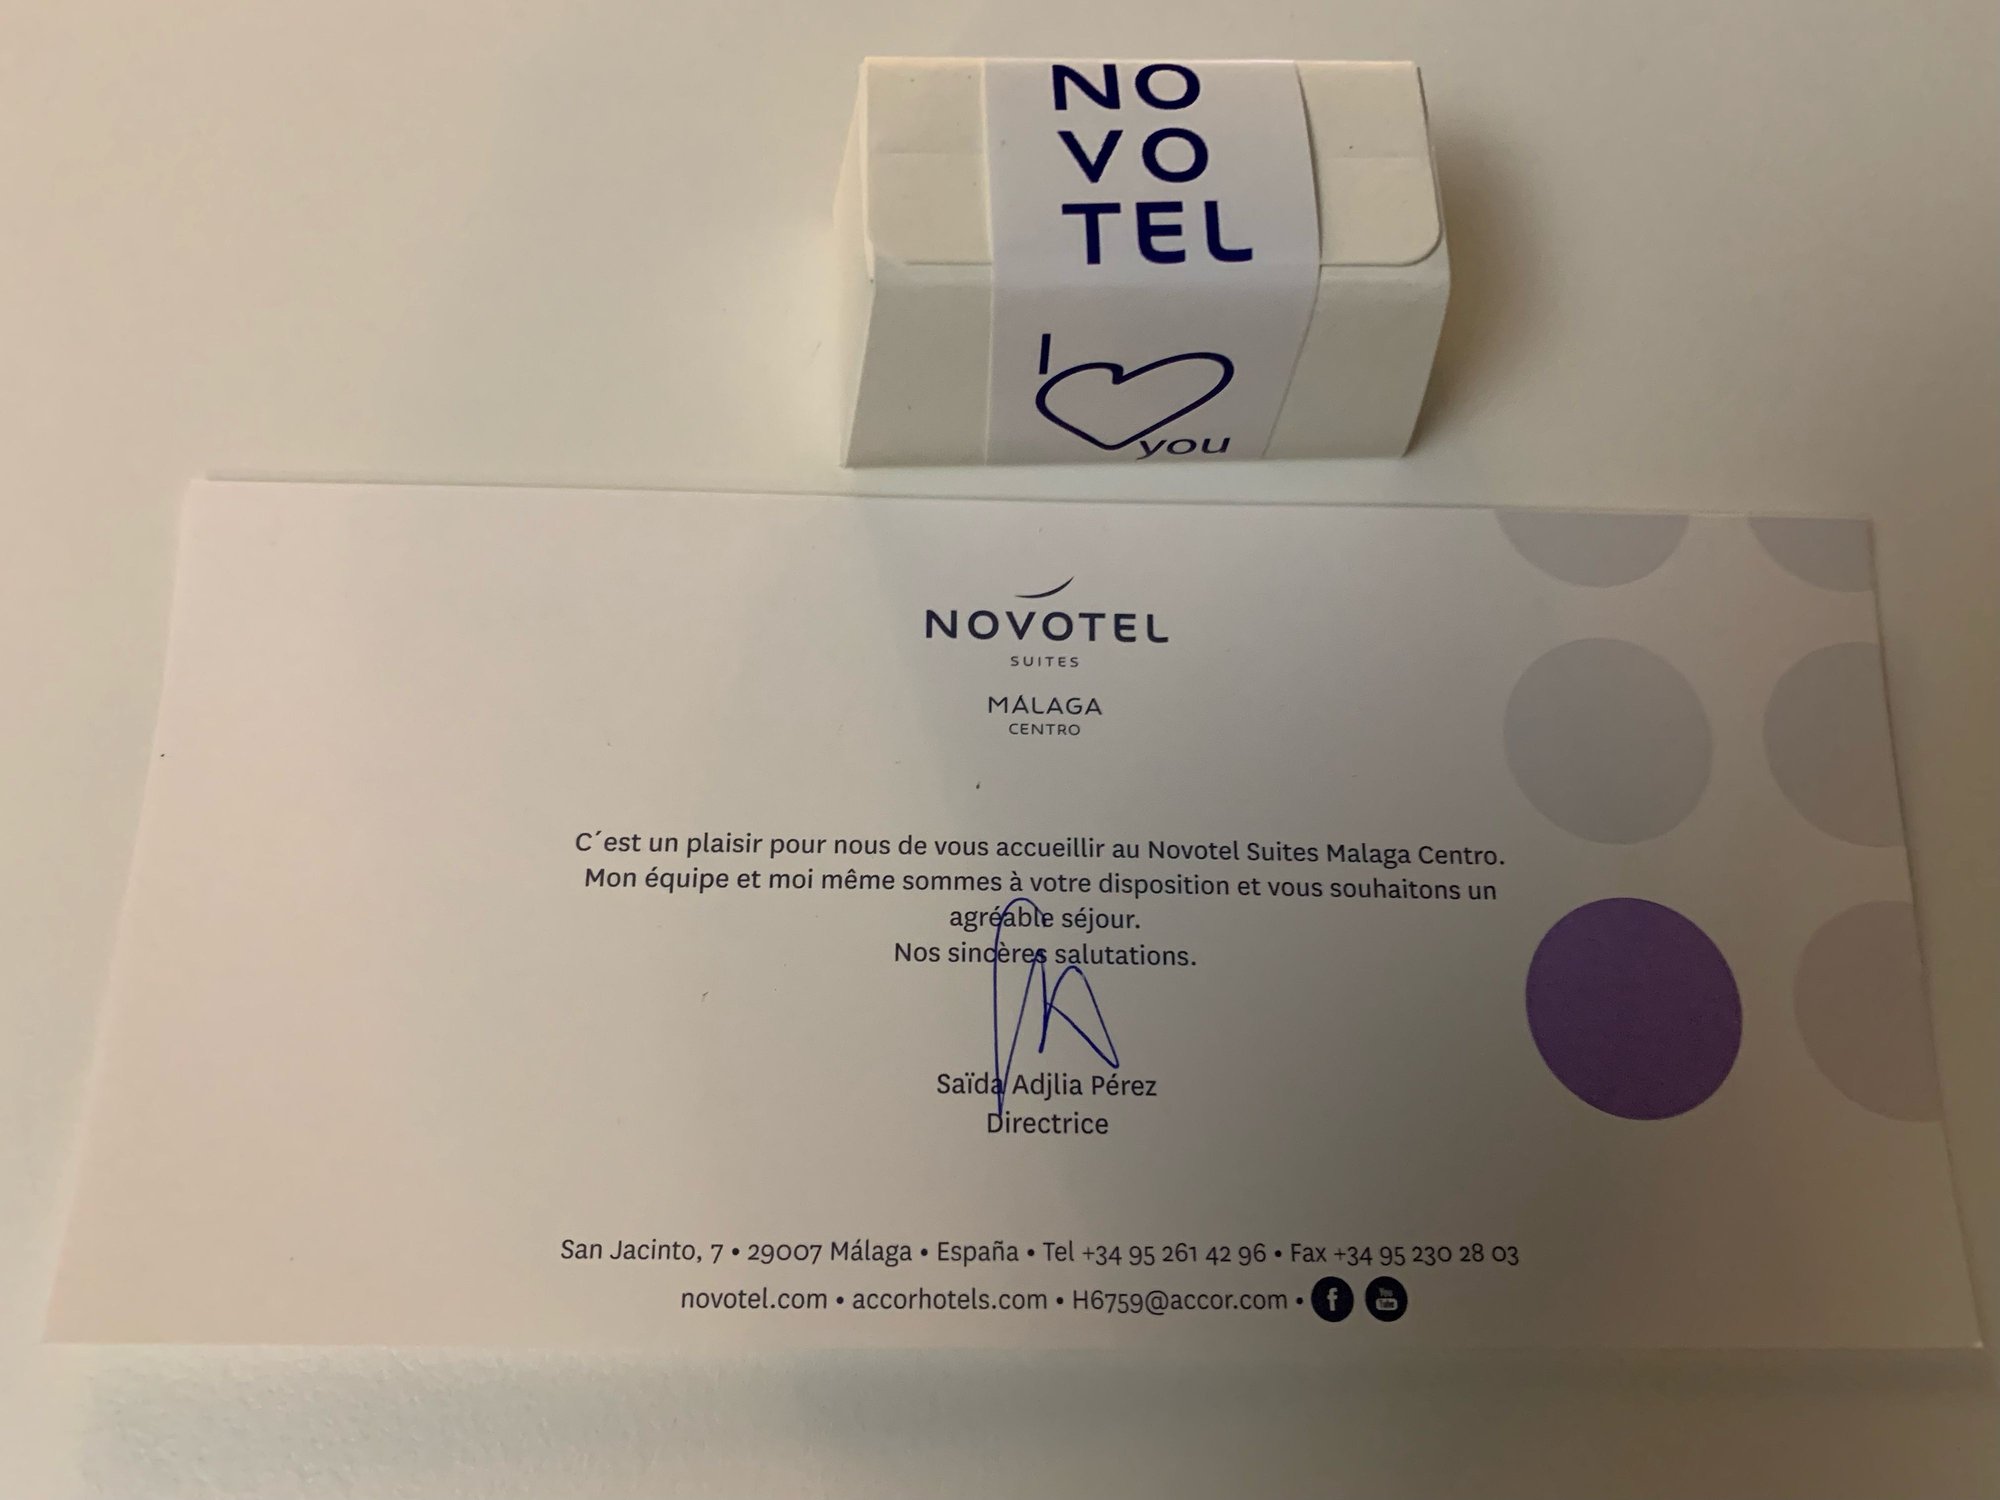 NO
VO
TEL
I
you
NOVOTEL
SUITES
MÁLAGA
CENTRO
C´est un plaisir pour nous de vous accueillir au Novotel Suites Malaga Centro.
Mon équipe et moi même sommes à votre disposition et vous souhaitons un
agréable séjour.
Nos sincères salutations.
Saïda Adjlia Pérez
Directrice
San Jacinto, 7 • 29007 Málaga • España • Tel +34 95 261 42 96 • Fax +34 95 230 28 03
novotel.com • accorhotels.com • H6759@accor.com • f You Tube